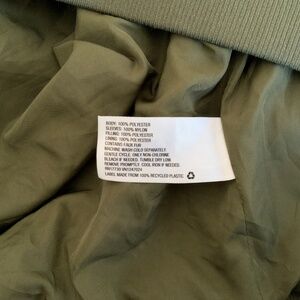 BODY: 100% POLYESTER
SLEEVES: 100% NYLON
FILLING: 100% POLYESTER
LINING: 100% POLYESTER
CONTAINS FAUX FUR
MACHINE WASH COLD SEPARATELY.
GENTLE CYCLE. ONLY NON-CHLORINE
BLEACH IF NEEDED. TUMBLE DRY LOW.
REMOVE PROMPTLY. COOL IRON IF NEEDED.
LABEL MADE FROM 100% RECYCLED PLASTIC